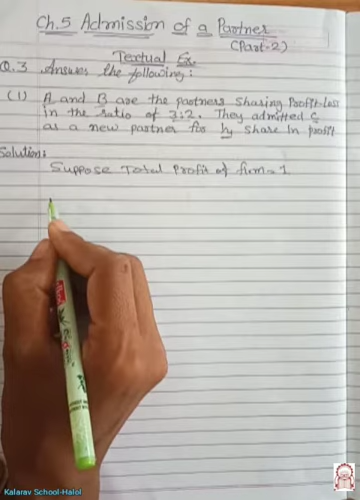 Ch.5 Admission of a Partner
(Part-2)
Textual Ex.
Q.3 Answer the following:
(1) A and B are the partners sharing Profit-Loss
in the ratio of 3:2. They admitted C
as a new partner for 1/4 share in profit
Solution:
Suppose Total Profit of firm = 1
Kalarav School-Halol